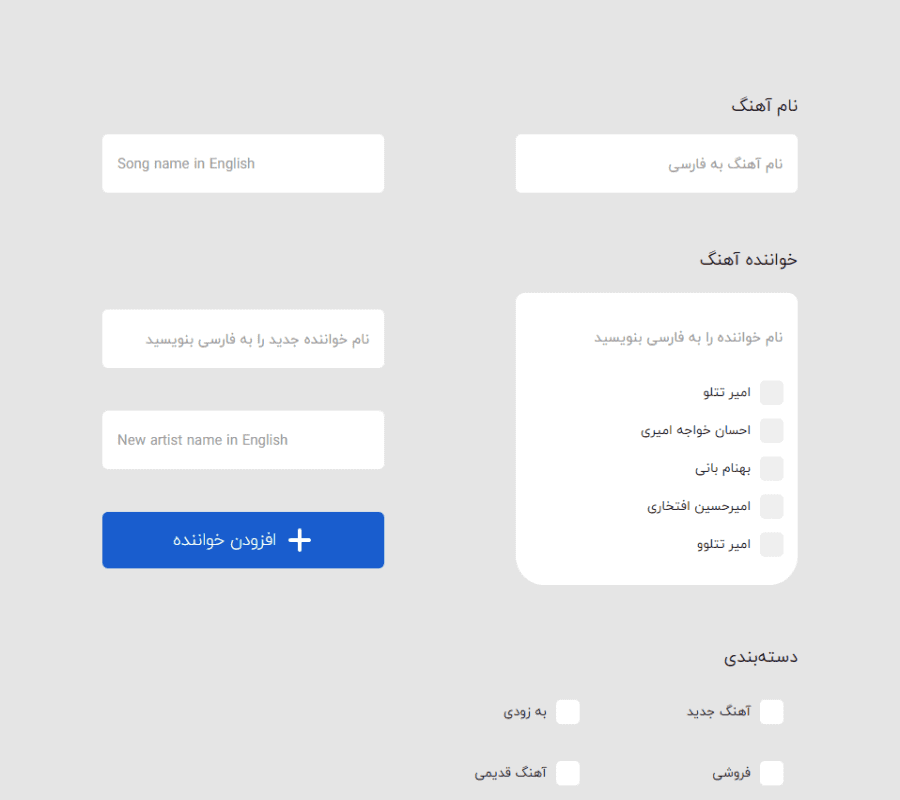 نام آهنگ
نام آهنگ به فارسی
Song name in English
خواننده آهنگ
نام خواننده را به فارسی بنویسید
امیر تتلو
احسان خواجه امیری
بهنام بانی
امیرحسین افتخاری
امیر تتلوو
نام خواننده جدید را به فارسی بنویسید
New artist name in English
افزودن خواننده
دسته‌بندی
آهنگ جدید
به زودی
فروشی
آهنگ قدیمی